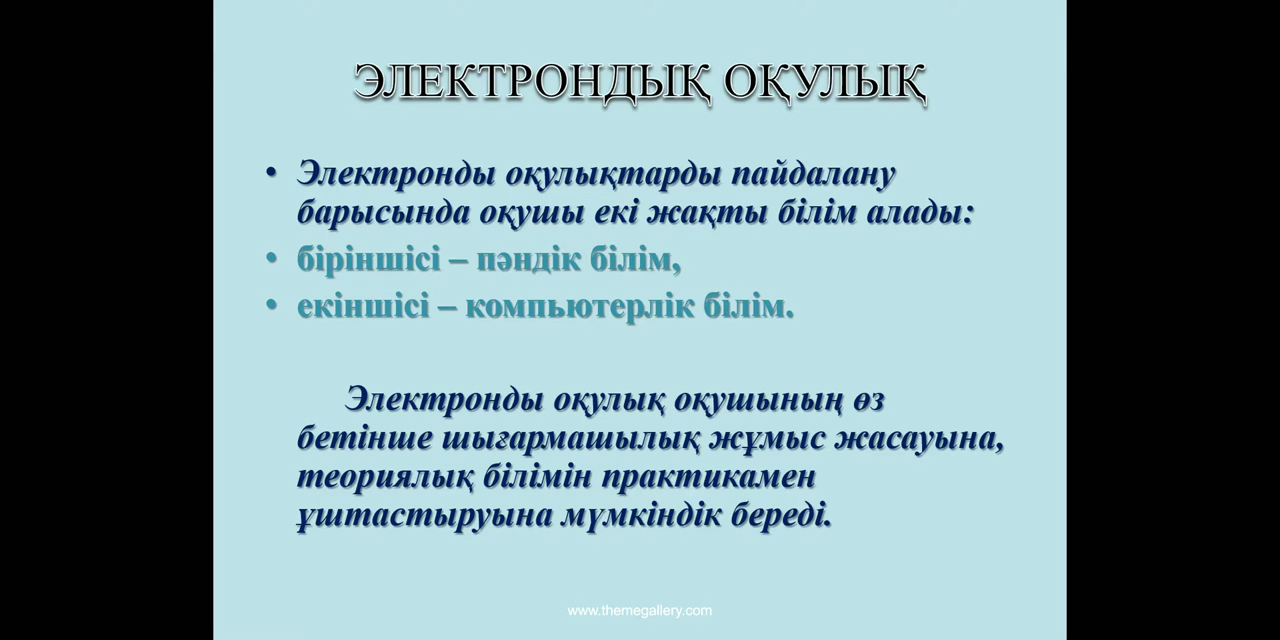 ЭЛЕКТРОНДЫҚ ОҚУЛЫҚ
• Электронды оқулықтарды пайдалану
барысында оқушы екі жақты білім алады:
• біріншісі – пәндік білім,
• екіншісі – компьютерлік білім.
Электронды оқулық оқушының өз
бетінше шығармашылық жұмыс жасауына,
теориялық білімін практикамен
ұштастыруына мүмкіндік береді.
www.themegallery.com